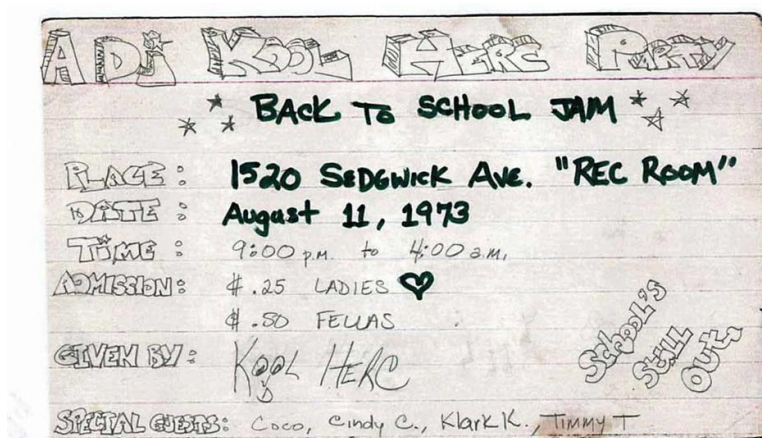 A DJ KOOL HERC PARTY
BACK TO SCHOOL JAM
PLACE: 1520 SEDGWICK AVE. "REC ROOM"
DATE: August 11, 1973
TIME: 9:00 p.m. to 4:00 a.m.
ADMISSION: $.25 LADIES
$.50 FELLAS
School's
Still
Out!
GIVEN BY: KOOL HERC
SPECIAL GUESTS: Coco, Cindy C., Klark K., Timmy T